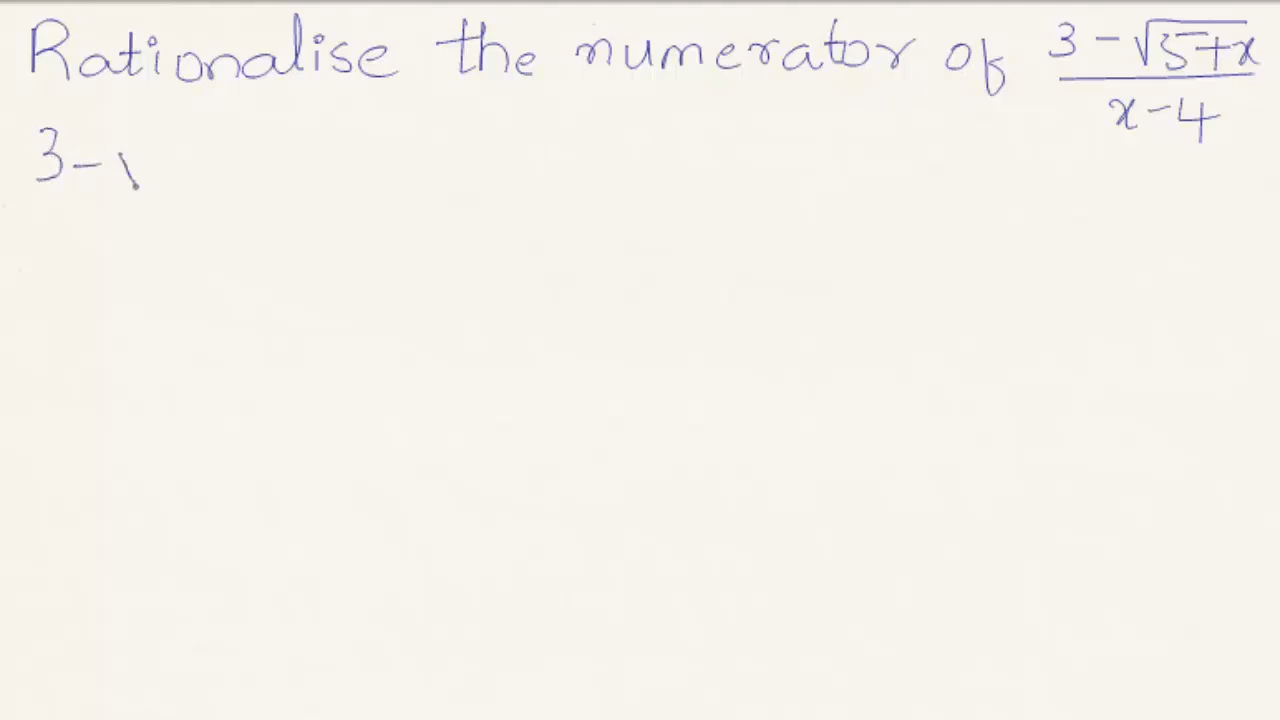 Rationalise the numerator of 3 - √5+x
x - 4
3 -